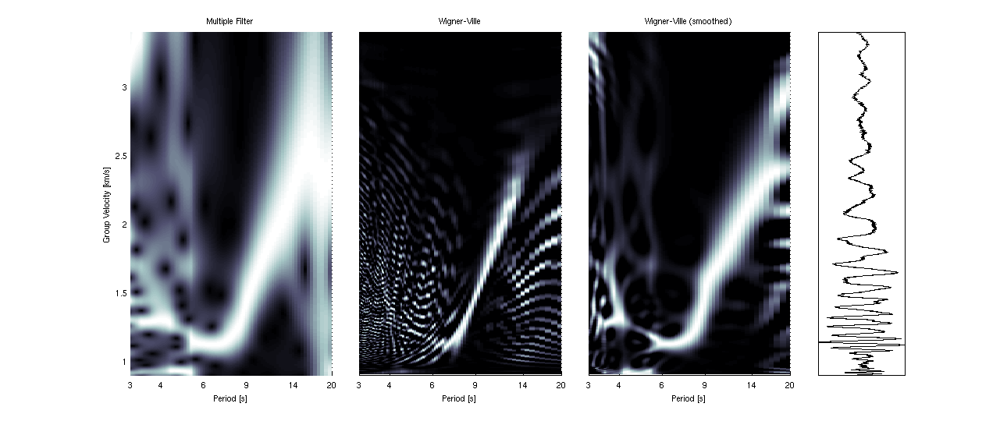 Multiple Filter
Wigner-Ville
Wigner-Ville (smoothed)
Group Velocity [km/s]
3
2.5
2
1.5
1
3 4 6 9 14 20
3 4 6 9 14 20
3 4 6 9 14 20
Period [s]
Period [s]
Period [s]